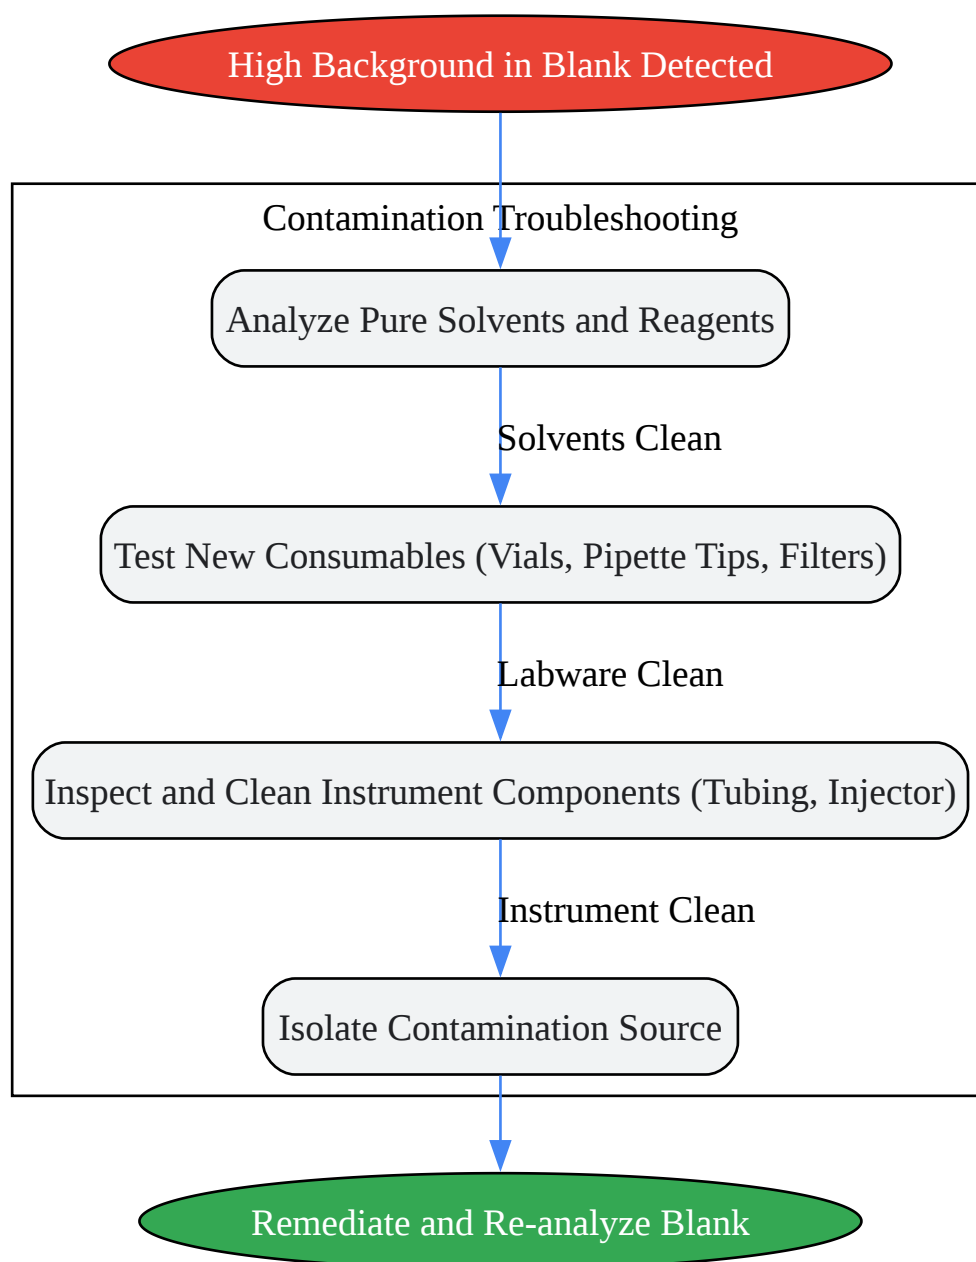 High Background in Blank Detected
Contamination Troubleshooting
Analyze Pure Solvents and Reagents
Solvents Clean
Test New Consumables (Vials, Pipette Tips, Filters)
Labware Clean
Inspect and Clean Instrument Components (Tubing, Injector)
Instrument Clean
Isolate Contamination Source
Remediate and Re-analyze Blank